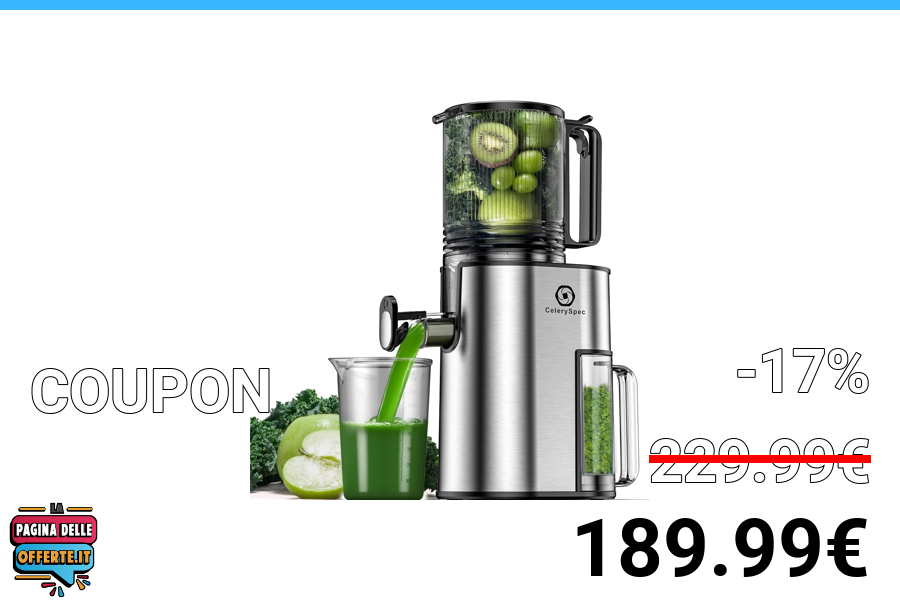 CelerySpec
COUPON
-17%
229.99€
189.99€
LA
PAGINA DELLE
OFFERTE.IT